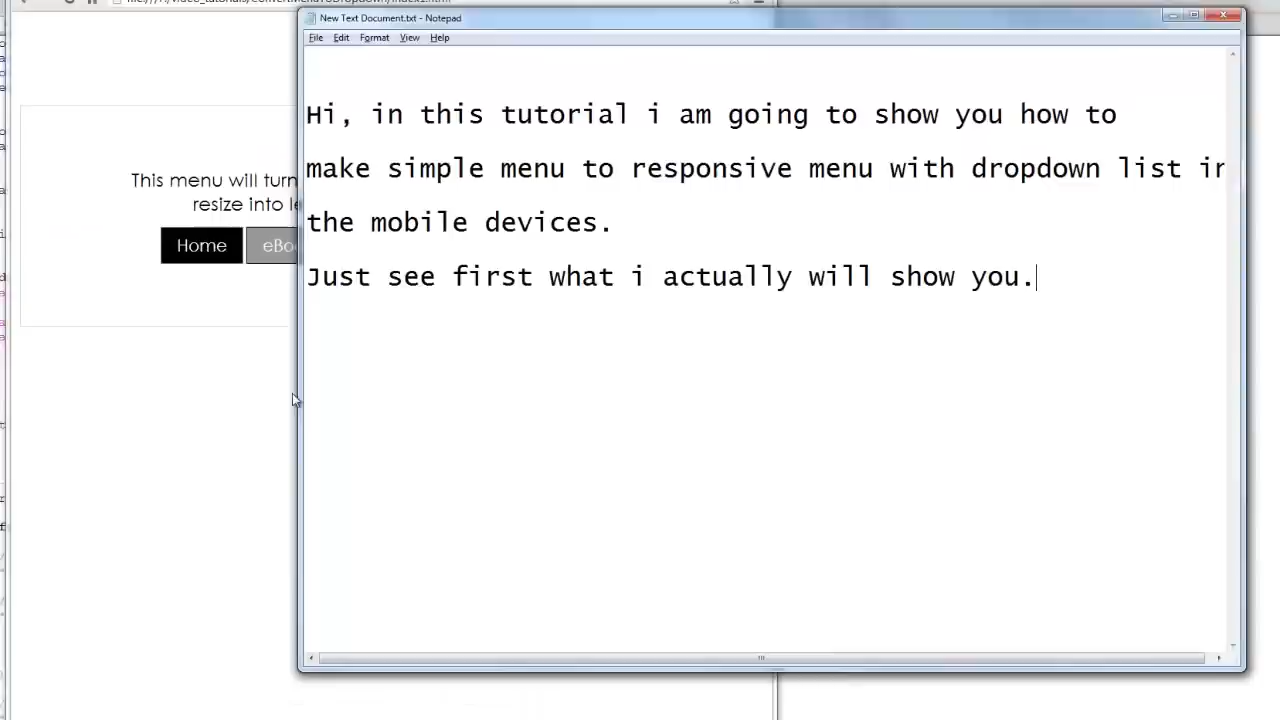 New Text Document.txt - Notepad
File Edit Format View Help
Hi, in this tutorial i am going to show you how to
make simple menu to responsive menu with dropdown list in
the mobile devices.
Just see first what i actually will show you.
This menu will turn
resize into
Home